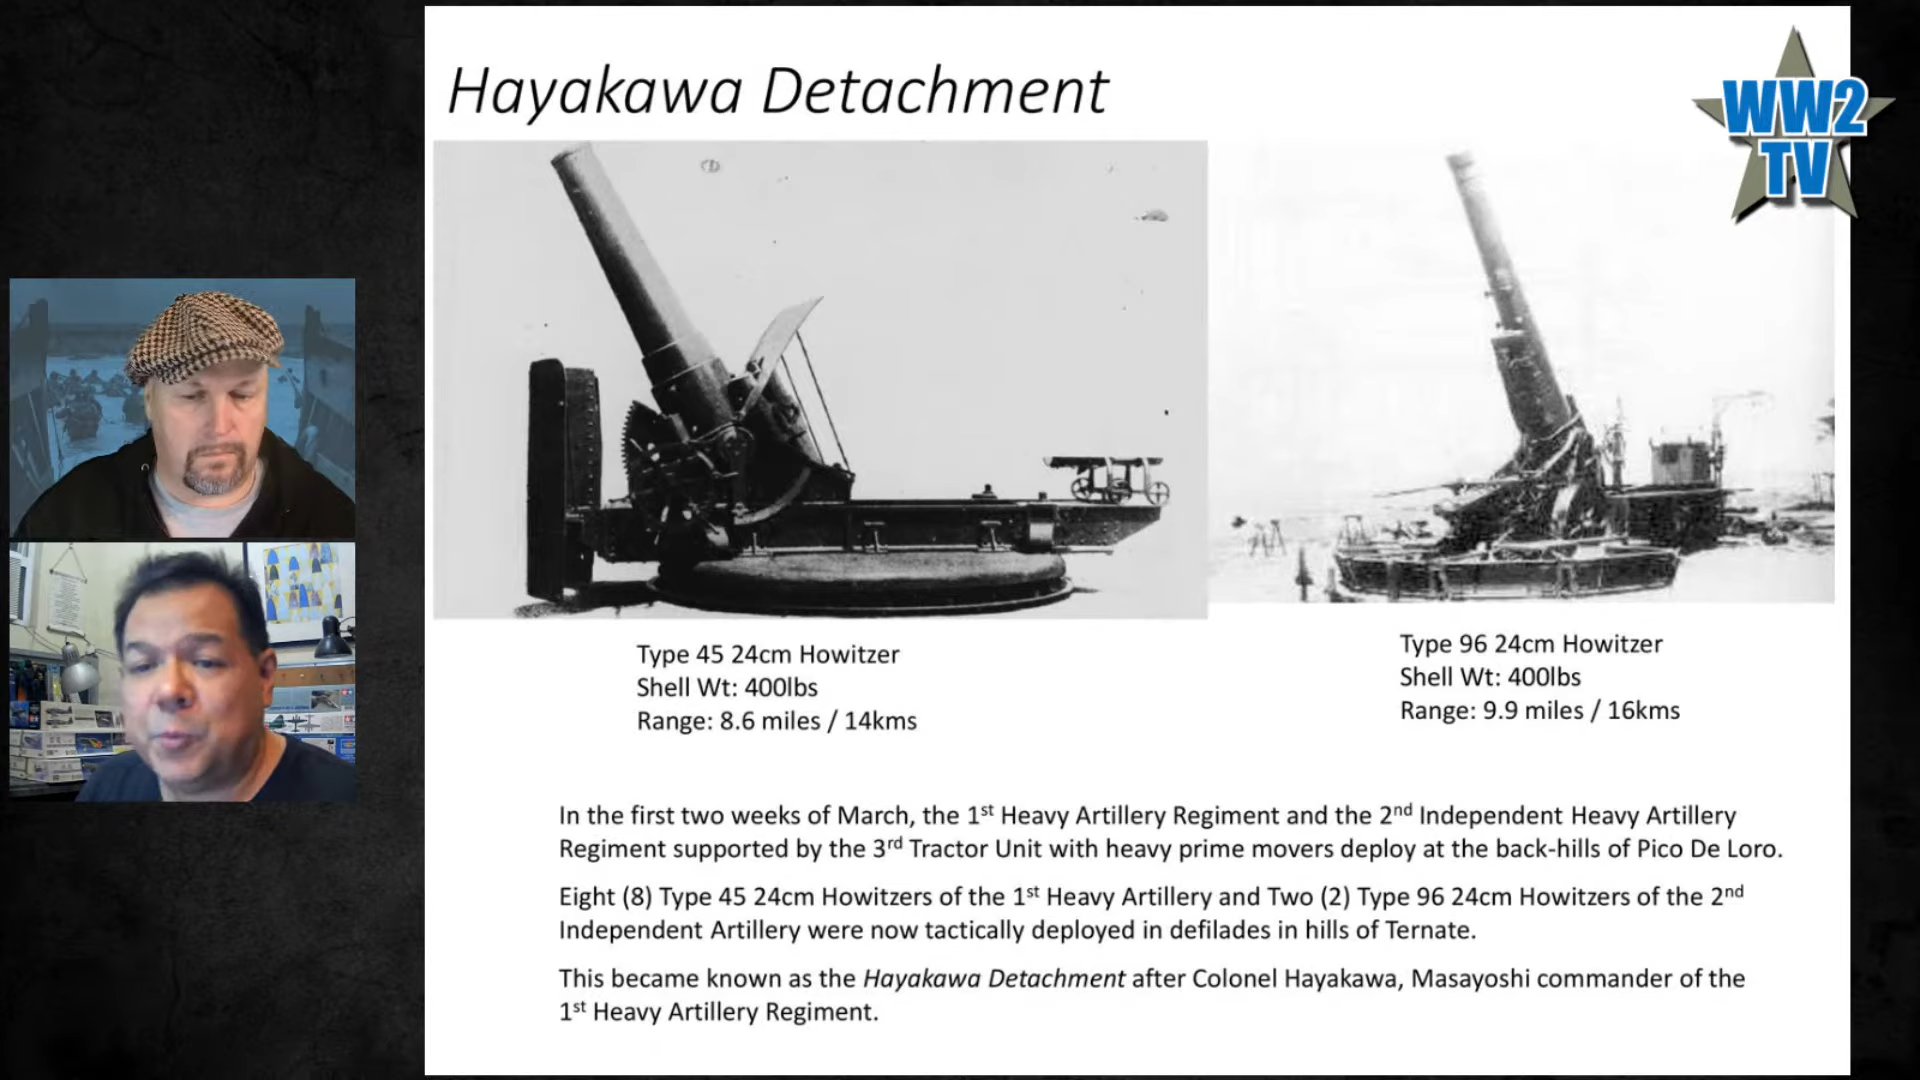 Hayakawa Detachment
WW2
TV
Type 45 24cm Howitzer
Shell Wt: 400lbs
Range: 8.6 miles / 14kms
Type 96 24cm Howitzer
Shell Wt: 400lbs
Range: 9.9 miles / 16kms
In the first two weeks of March, the 1st Heavy Artillery Regiment and the 2nd Independent Heavy Artillery
Regiment supported by the 3rd Tractor Unit with heavy prime movers deploy at the back-hills of Pico De Loro.
Eight (8) Type 45 24cm Howitzers of the 1st Heavy Artillery and Two (2) Type 96 24cm Howitzers of the 2nd
Independent Artillery were now tactically deployed in defilades in hills of Ternate.
This became known as the Hayakawa Detachment after Colonel Hayakawa, Masayoshi commander of the
1st Heavy Artillery Regiment.